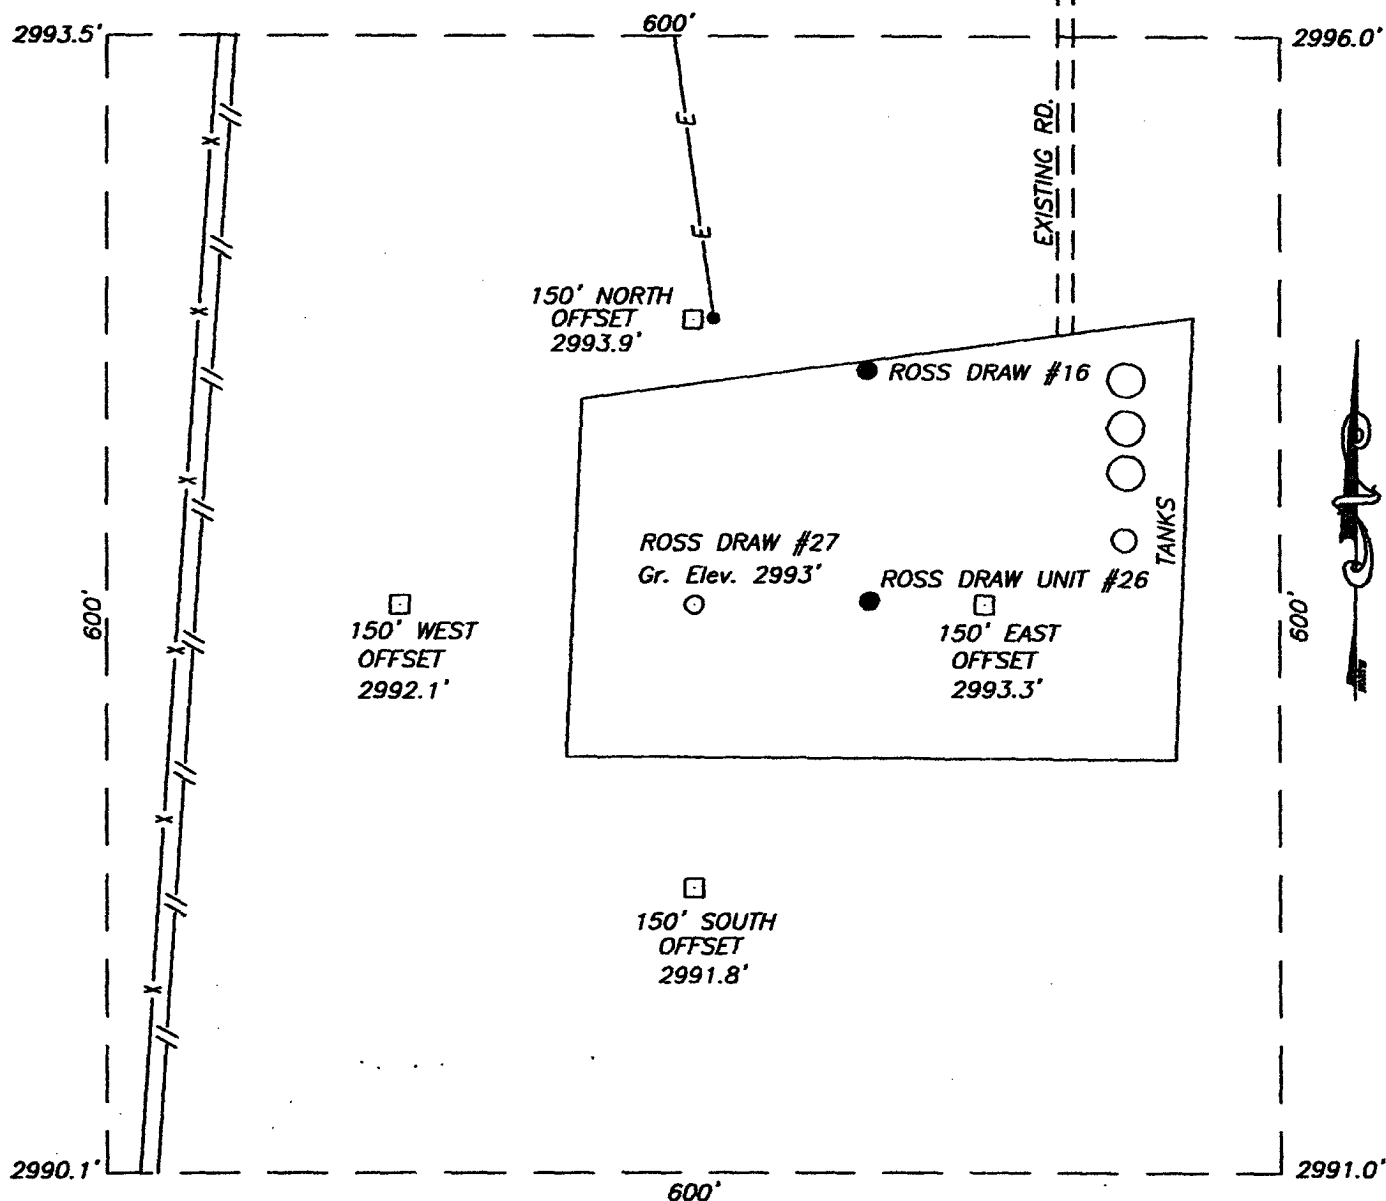 600'
2993.5'
2996.0'
E
E
EXISTING RD.
150' NORTH
OFFSET
2993.9'
ROSS DRAW #16
TANKS
ROSS DRAW #27
Gr. Elev. 2993'
ROSS DRAW UNIT #26
600'
600'
150' WEST
OFFSET
2992.1'
150' EAST
OFFSET
2993.3'
150' SOUTH
OFFSET
2991.8'
X
X
X
X
X
X
2990.1'
2991.0'
600'